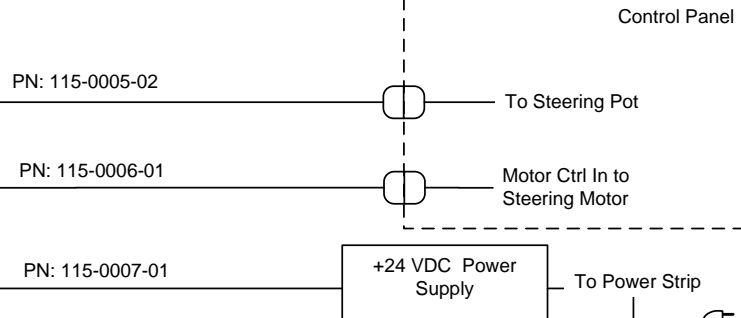 Control Panel
PN: 115-0005-02
To Steering Pot
PN: 115-0006-01
Motor Ctrl In to
Steering Motor
PN: 115-0007-01
+24 VDC Power
Supply
To Power Strip